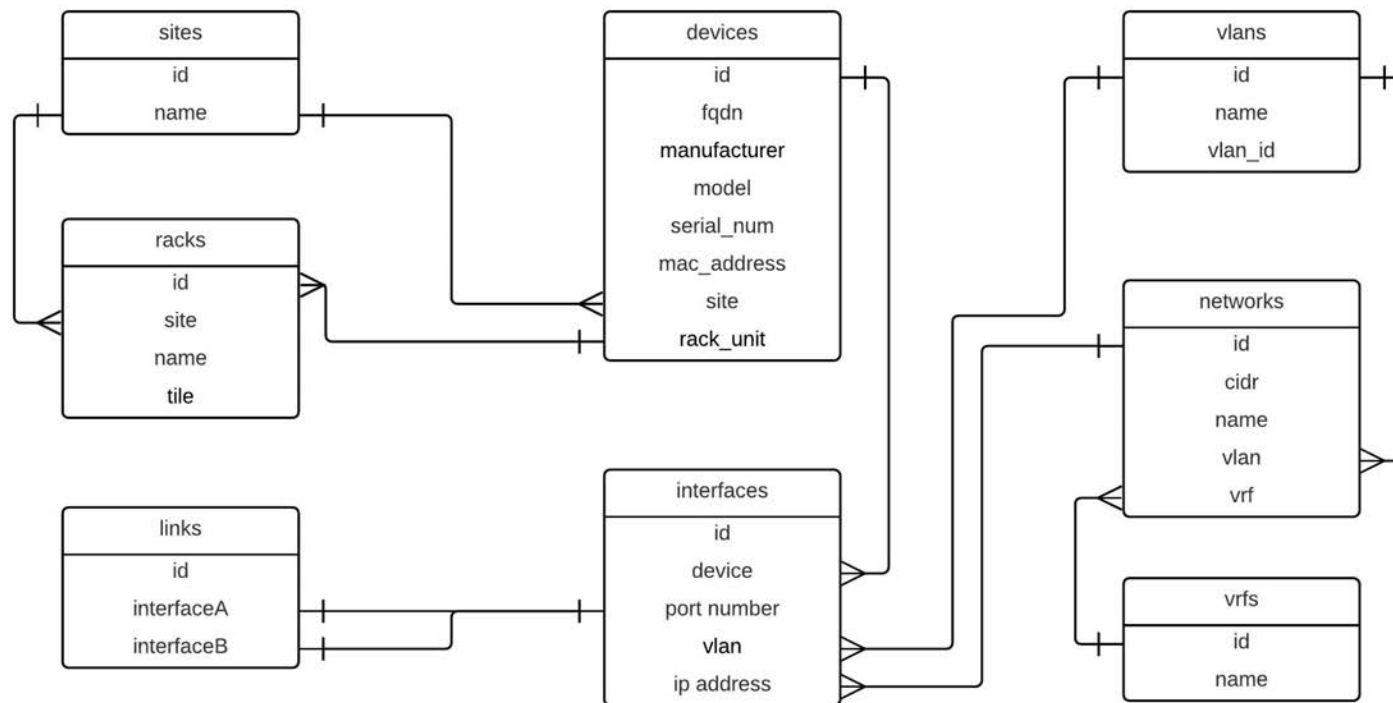 sites
id
name
racks
id
site
name
tile
links
id
interfaceA
interfaceB
devices
id
fqdn
manufacturer
model
serial_num
mac_address
site
rack_unit
interfaces
id
device
port number
vlan
ip address
vlans
id
name
vlan_id
networks
id
cidr
name
vlan
vrf
vrfs
id
name